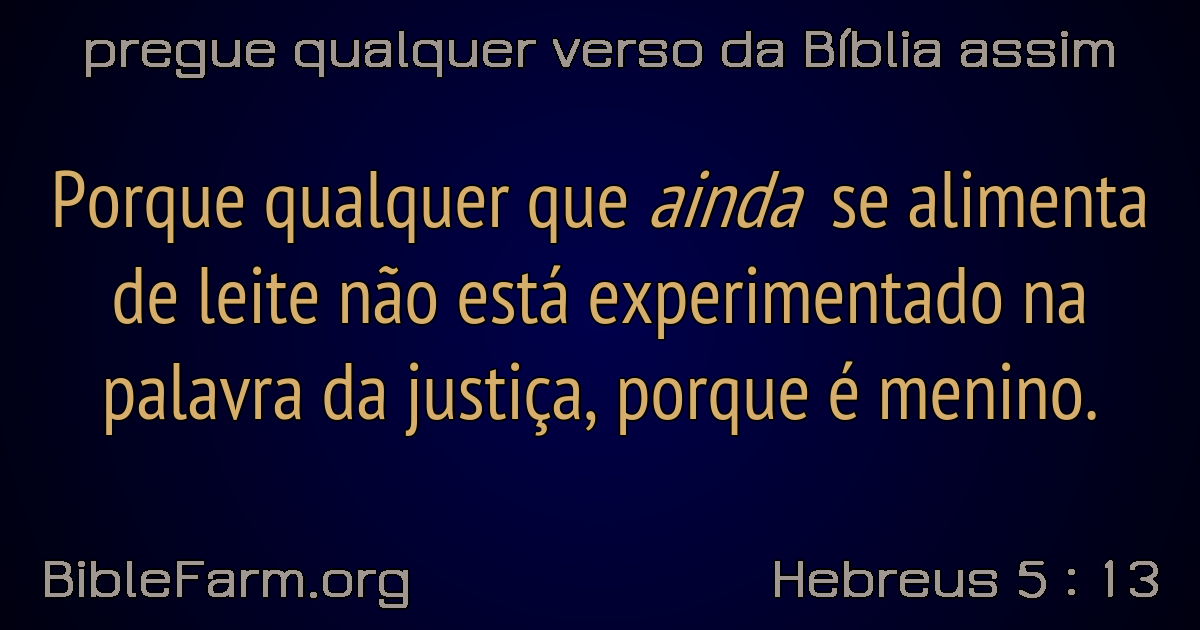 pregue qualquer verso da Bíblia assim
Porque qualquer que ainda se alimenta
de leite não está experimentado na
palavra da justiça, porque é menino.
BibleFarm.org
Hebreus 5 : 13